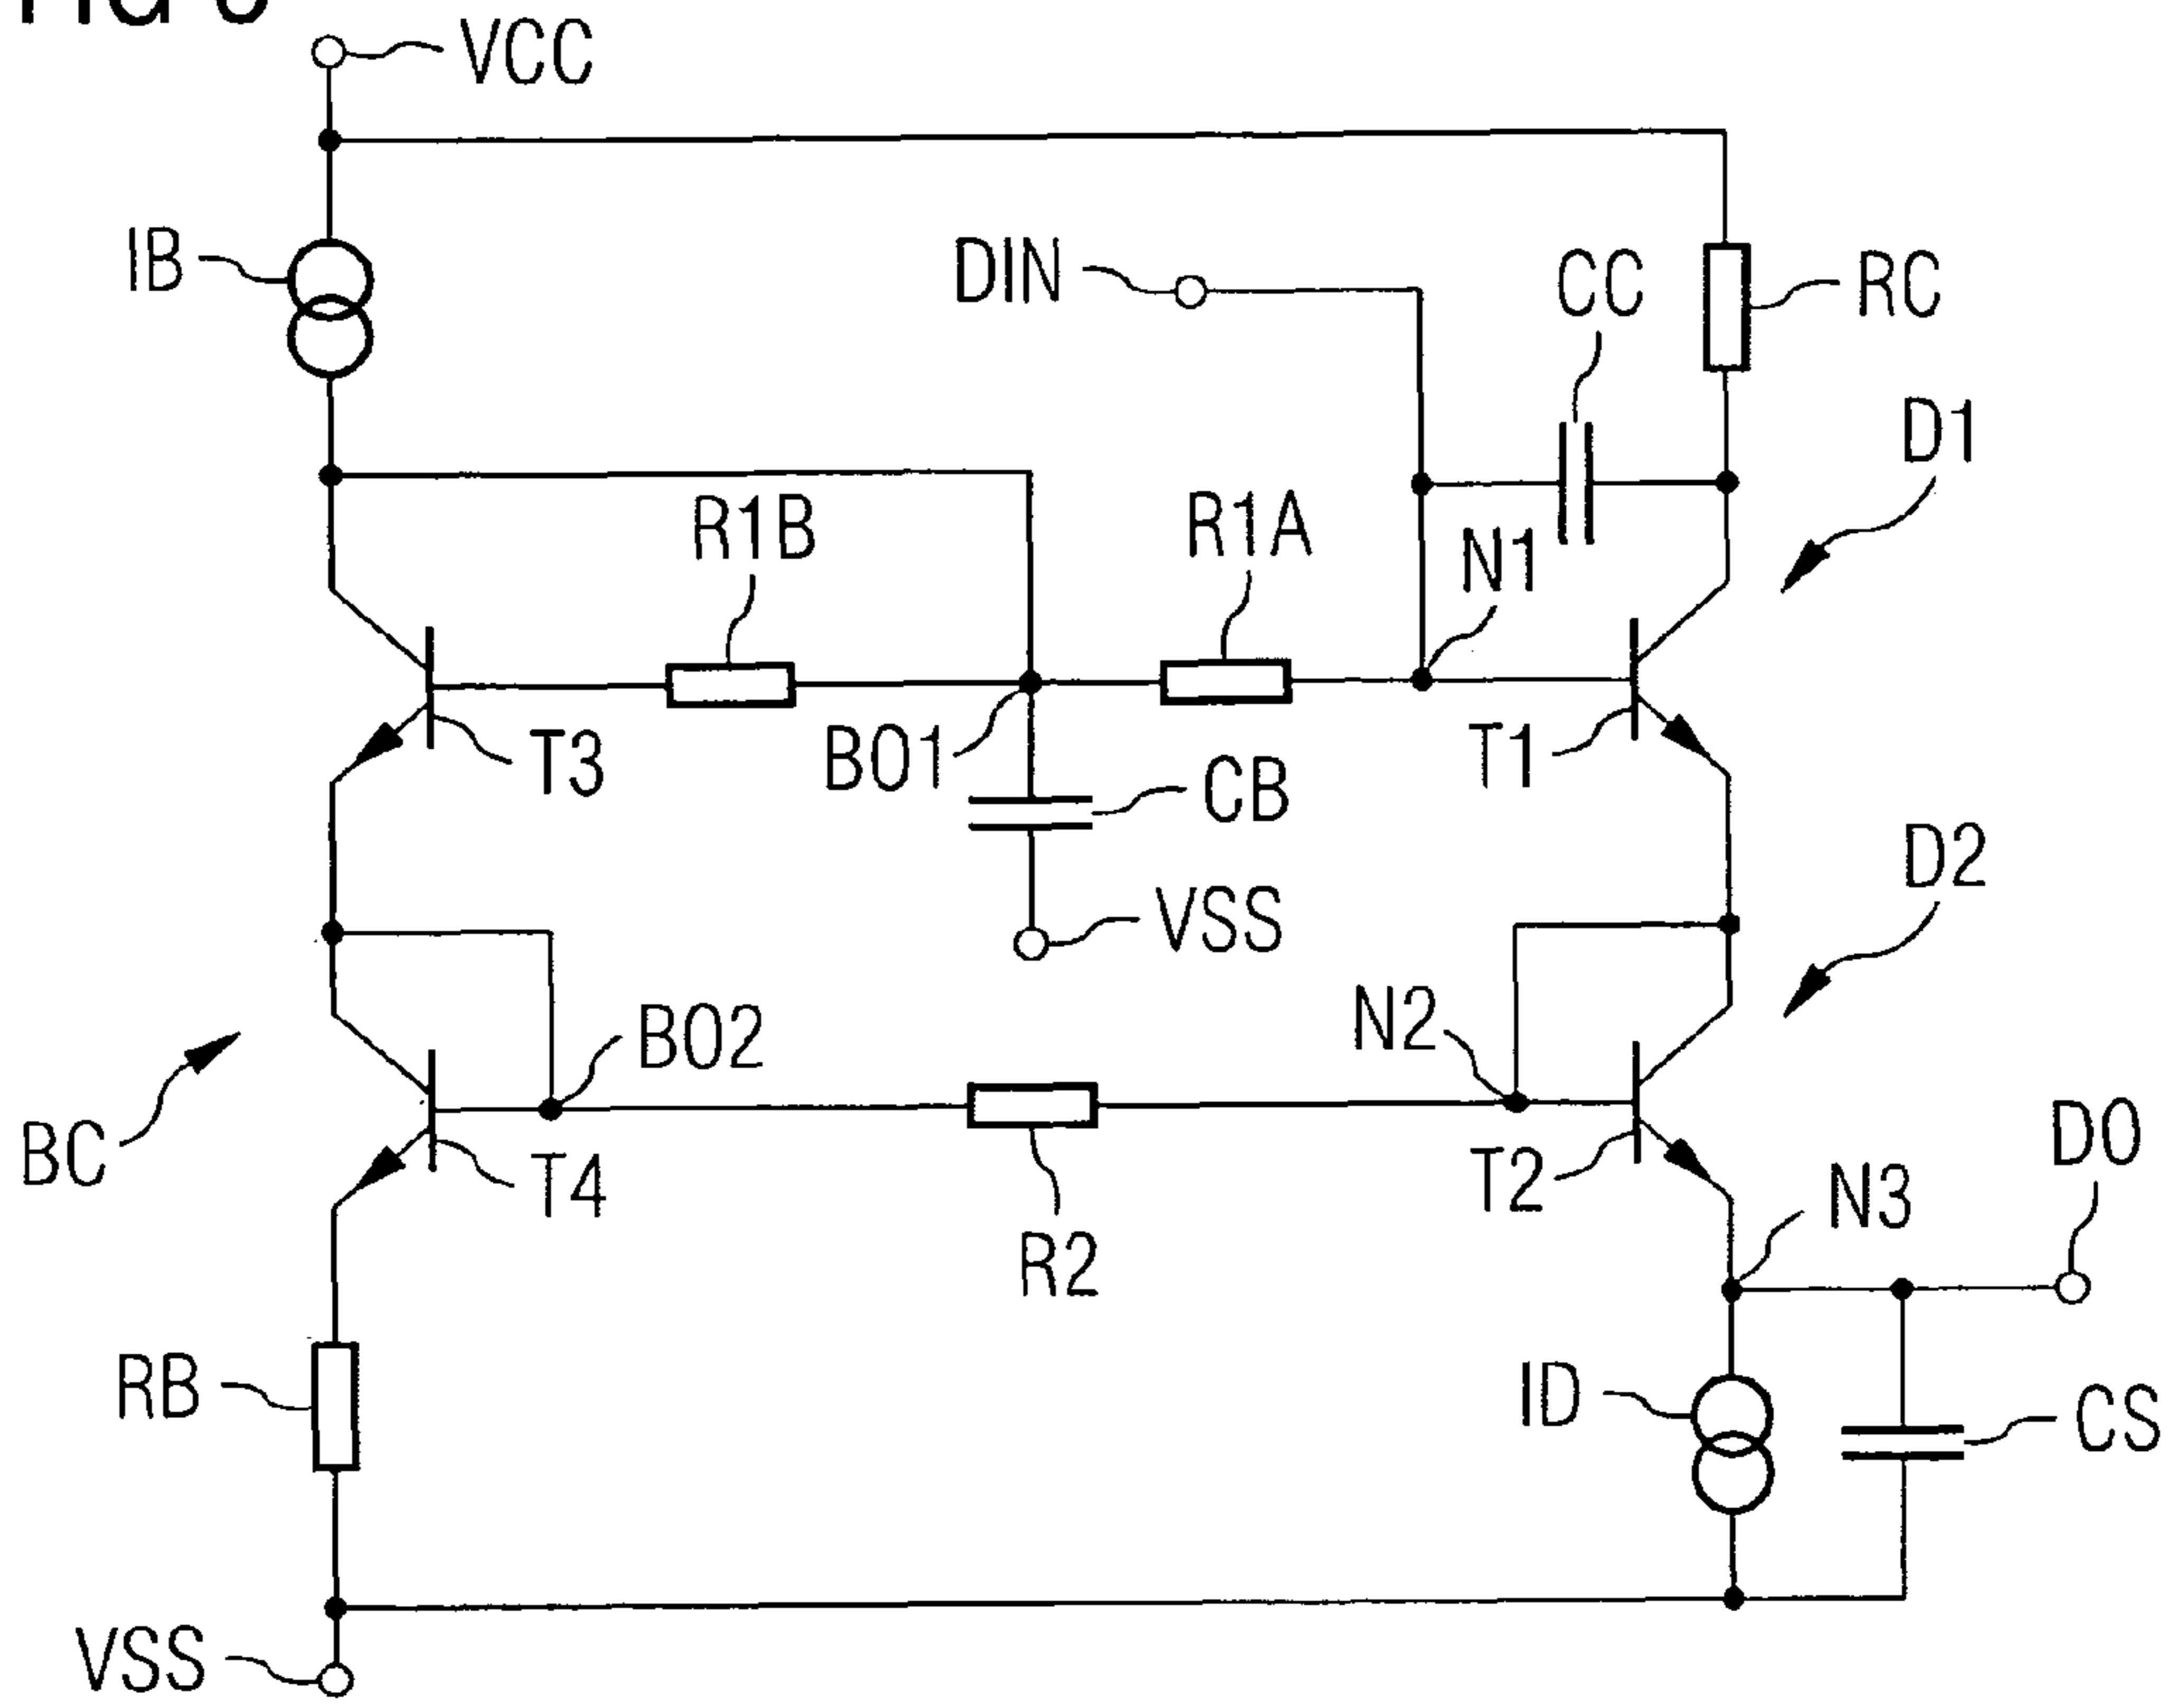 VCC
IB
DIN
CC
RC
D1
R1B
R1A
N1
T3
BO1
CB
T1
VSS
D2
BO2
N2
BC
T4
R2
T2
N3
DO
RB
ID
CS
VSS